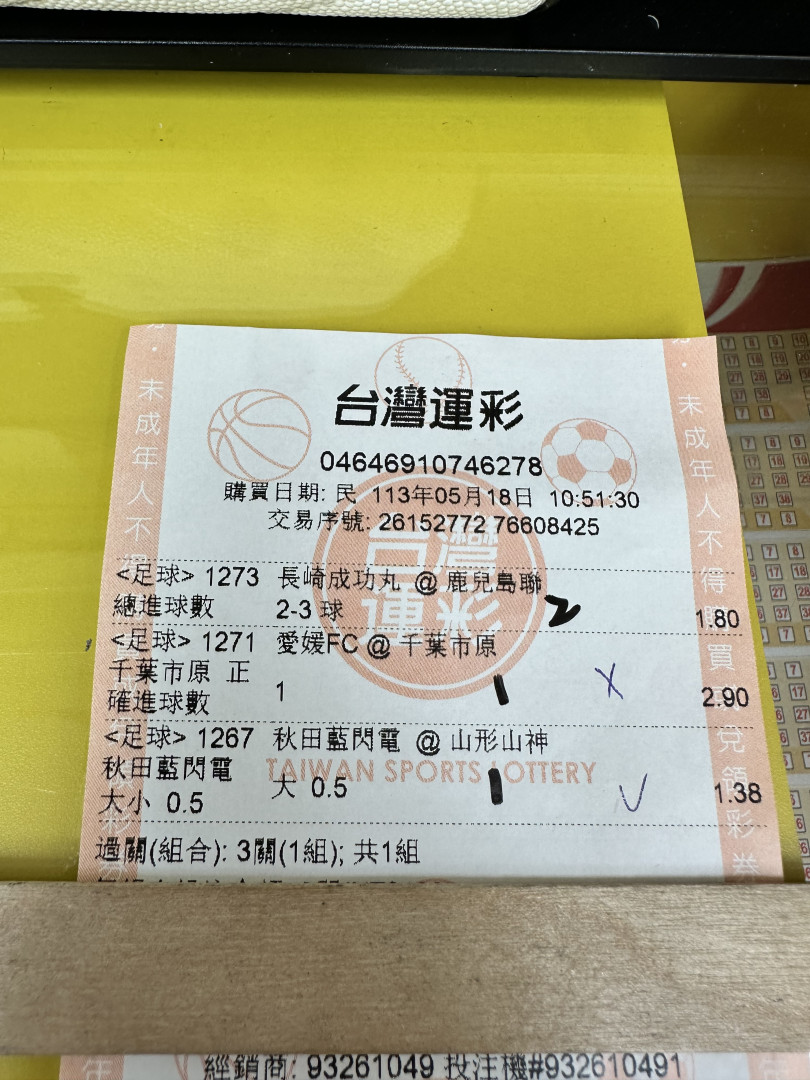 台灣運彩
04646910746278
購買日期: 民 113年05月18日 10:51:30
交易序號: 26152772 76608425
<足球> 1273 長崎成功丸 @ 鹿兒島聯
總進球數 2-3 球 2 1.80
<足球> 1271 愛媛FC @ 千葉市原
千葉市原 正
確進球數 1 1 X 2.90
<足球> 1267 秋田藍閃電 @ 山形山神
秋田藍閃電
大小 0.5 大 0.5 1 V 1.38
TAIWAN SPORTS LOTTERY
過關(組合): 3關(1組); 共1組
經銷商: 93261049 投注機#932610491
台灣
運彩
未成年人不得
未成年人不得購買兌領彩券